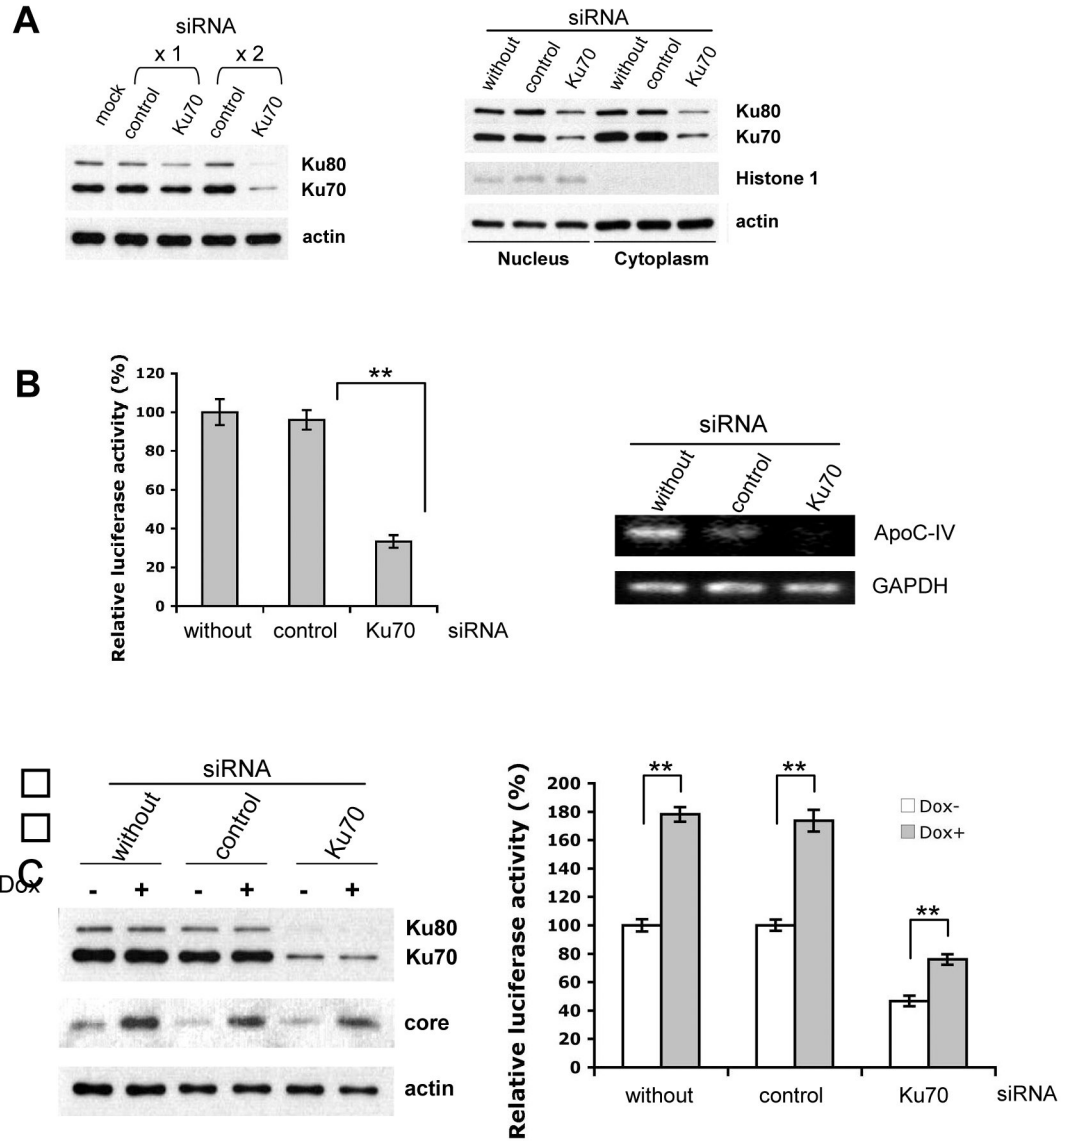 A
siRNA
x 1 x 2
mock control Ku70 control Ku70
Ku80
Ku70
actin
siRNA
without control Ku70 without control Ku70
Ku80
Ku70
Histone 1
actin
Nucleus Cytoplasm
B
Relative luciferase activity (%)
120
100
80
60
40
20
0
**
without control Ku70 siRNA
siRNA
without control Ku70
ApoC-IV
GAPDH
C
siRNA
without control Ku70
Dox - + - + - +
Ku80
Ku70
core
actin
Relative luciferase activity (%)
200
180
160
140
120
100
80
60
40
20
0
** ** **
Dox-
Dox+
without control Ku70 siRNA